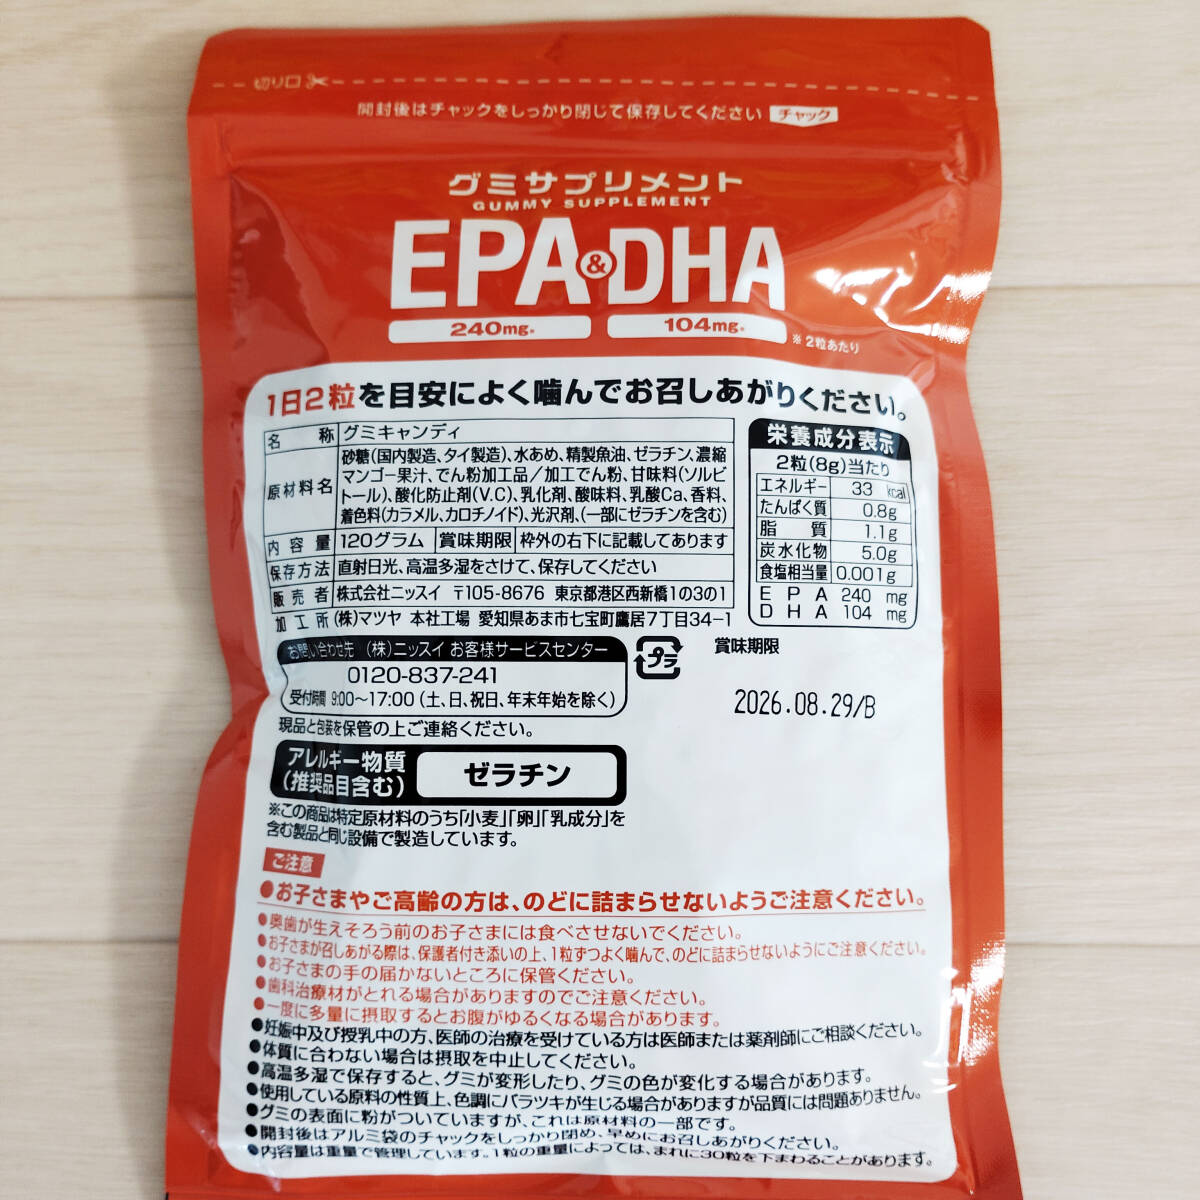 切り口
開封後はチャックをしっかり閉じて保存してください チャック
グミサプリメント
GUMMY SUPPLEMENT
EPA&DHA
240mg※ 104mg※
※2粒あたり
1日2粒を目安によく噛んでお召しあがりください。
名称 グミキャンディ
原材料名 砂糖(国内製造、タイ製造)、水あめ、精製魚油、ゼラチン、濃縮
マンゴー果汁、でん粉加工品/加工でん粉、甘味料(ソルビ
トール)、酸化防止剤(V.C)、乳化剤、酸味料、乳酸Ca、香料、
着色料(カラメル、カロチノイド)、光沢剤、(一部にゼラチンを含む)
内容量 120グラム 賞味期限 枠外の右下に記載してあります
保存方法 直射日光、高温多湿をさけて、保存してください
販売者 株式会社ニッスイ 〒105-8676 東京都港区西新橋1の3の1
加工所 (株)マツヤ 本社工場 愛知県あま市七宝町鷹居7丁目34-1
栄養成分表示
2粒(8g)当たり
エネルギー 33 kcal
たんぱく質 0.8g
脂質 1.1g
炭水化物 5.0g
食塩相当量 0.001g
EPA 240 mg
DHA 104 mg
お問い合わせ先 (株)ニッスイ お客様サービスセンター
0120-837-241
受付時間 9:00〜17:00(土、日、祝日、年末年始を除く)
現品と包装を保管の上ご連絡ください。
プラ
賞味期限
2026.08.29/B
アレルギー物質
(推奨品目含む)
ゼラチン
※この商品は特定原材料のうち「小麦」「卵」「乳成分」を
含む製品と同じ設備で製造しています。
ご注意
●お子さまやご高齢の方は、のどに詰まらせないようご注意ください。
●奥歯が生えそろう前のお子さまには食べさせないでください。
●お子さまが召しあがる際は、保護者付き添いの上、1粒ずつよく噛んで、のどに詰まらせないようにご注意ください。
●お子さまの手の届かないところに保管ください。
●歯科治療材がとれる場合がありますのでご注意ください。
●一度に多量に摂取するとお腹がゆるくなる場合があります。
●妊娠中及び授乳中の方、医師の治療を受けている方は医師または薬剤師にご相談ください。
●体質に合わない場合は摂取を中止してください。
●高温多湿で保存すると、グミが変形したり、グミの色が変化する場合があります。
●使用している原料の性質上、色調にバラツキが生じる場合がありますが品質には問題ありません。
●グミの表面に粉がついていますが、これは原材料の一部です。
●開封後はアルミ袋のチャックをしっかり閉め、早めにお召しあがりください。
●内容量は重量で管理しています。1粒の重量によっては、まれに30粒を下まわることがあります。